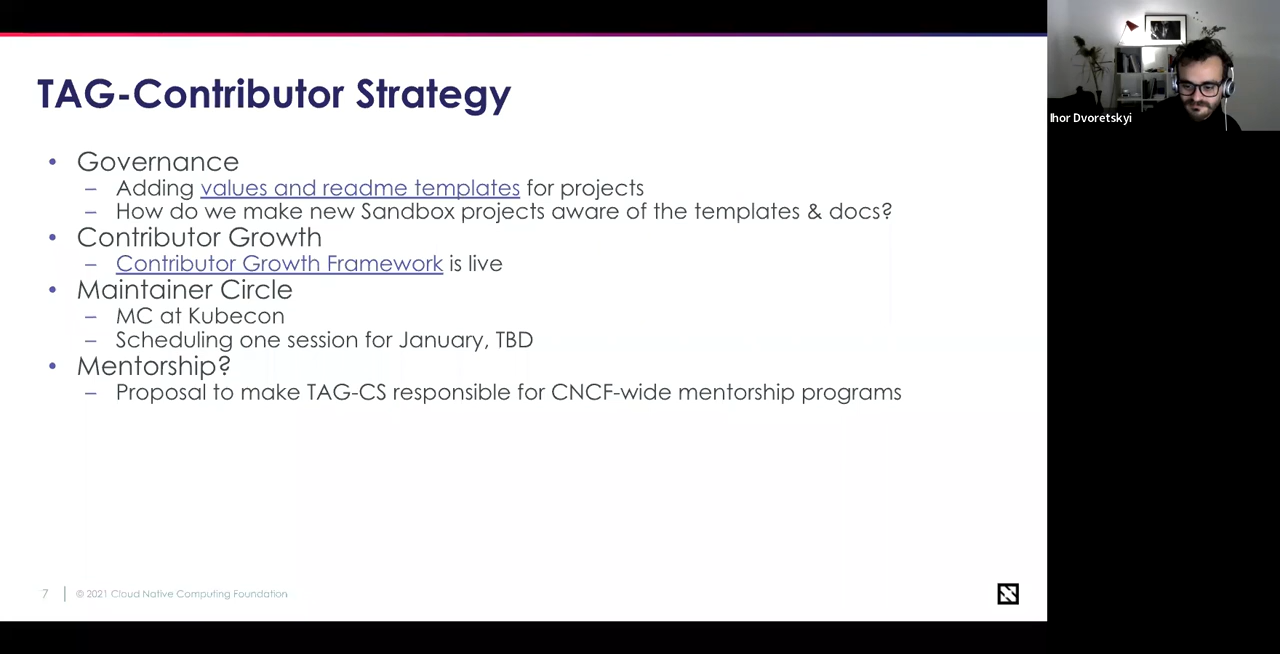 TAG-Contributor Strategy
• Governance
– Adding values and readme templates for projects
– How do we make new Sandbox projects aware of the templates & docs?
• Contributor Growth
– Contributor Growth Framework is live
• Maintainer Circle
– MC at Kubecon
– Scheduling one session for January, TBD
• Mentorship?
– Proposal to make TAG-CS responsible for CNCF-wide mentorship programs
7 | © 2021 Cloud Native Computing Foundation
Ihor Dvoretskyi